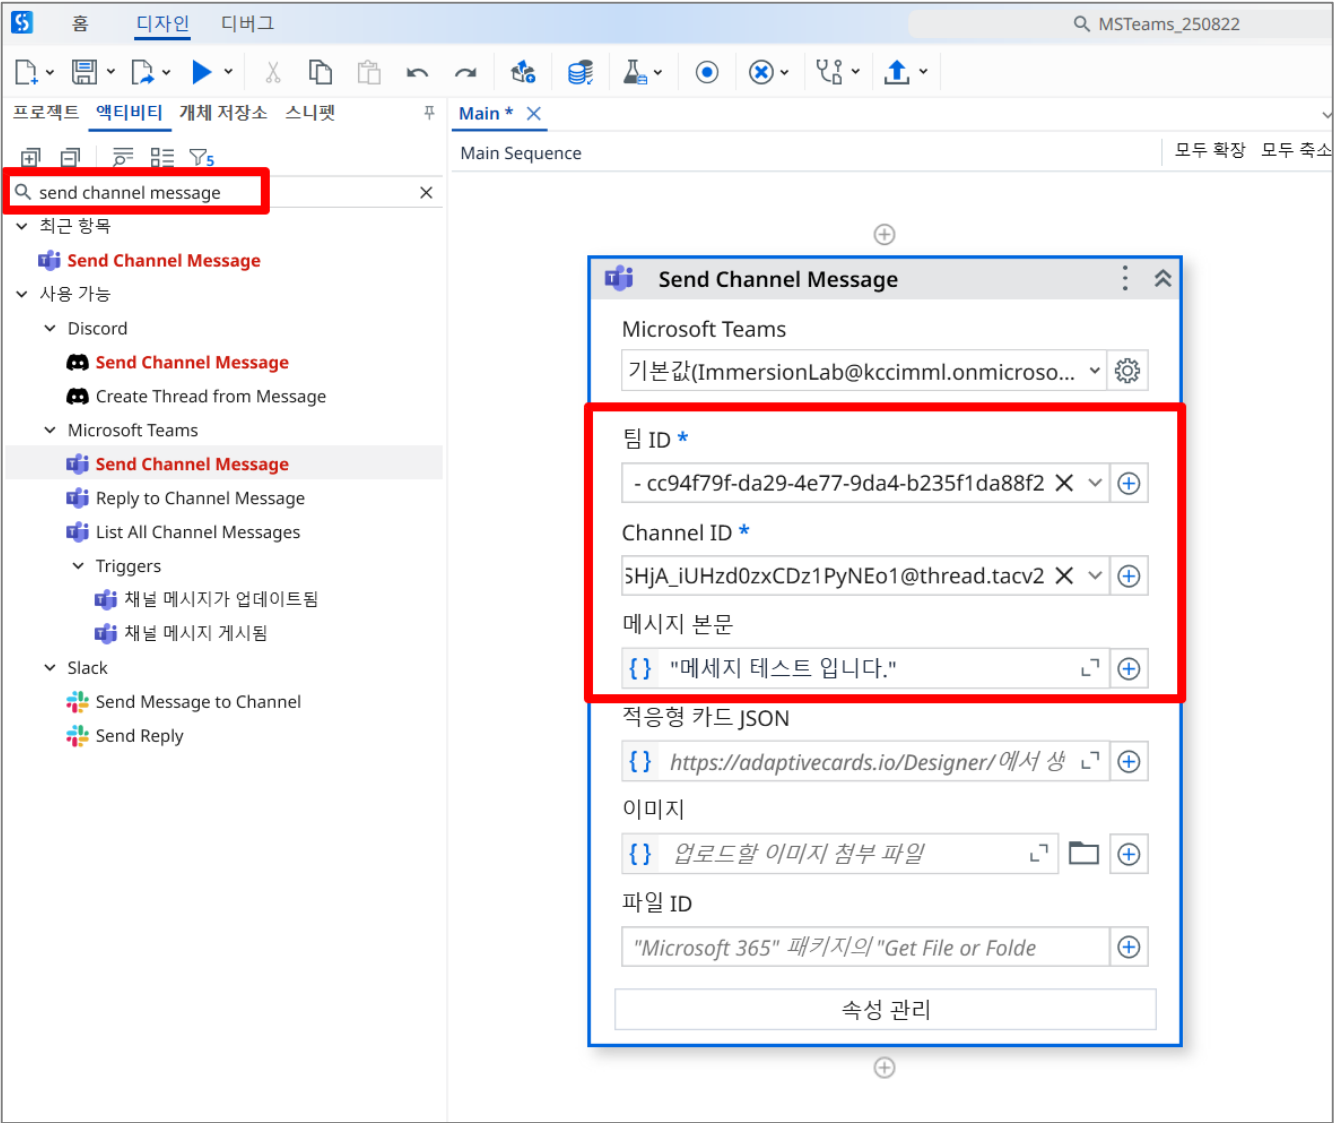 홈 디자인 디버그 MSTeams_250822
프로젝트 액티비티 개체 저장소 스니펫
5
send channel message
최근 항목
Send Channel Message
사용 가능
Discord
Send Channel Message
Create Thread from Message
Microsoft Teams
Send Channel Message
Reply to Channel Message
List All Channel Messages
Triggers
채널 메시지가 업데이트됨
채널 메시지 게시됨
Slack
Send Message to Channel
Send Reply
Main *
Main Sequence 모두 확장 모두 축소
Send Channel Message
Microsoft Teams
기본값(ImmersionLab@kccimml.onmicroso...
팀 ID *
- cc94f79f-da29-4e77-9da4-b235f1da88f2
Channel ID *
SHjA_iUHzd0zxCDz1PyNEo1@thread.tacv2
메시지 본문
"메세지 테스트 입니다."
적응형 카드 JSON
https://adaptivecards.io/Designer/에서 생
이미지
업로드할 이미지 첨부 파일
파일 ID
"Microsoft 365" 패키지의 "Get File or Folde
속성 관리